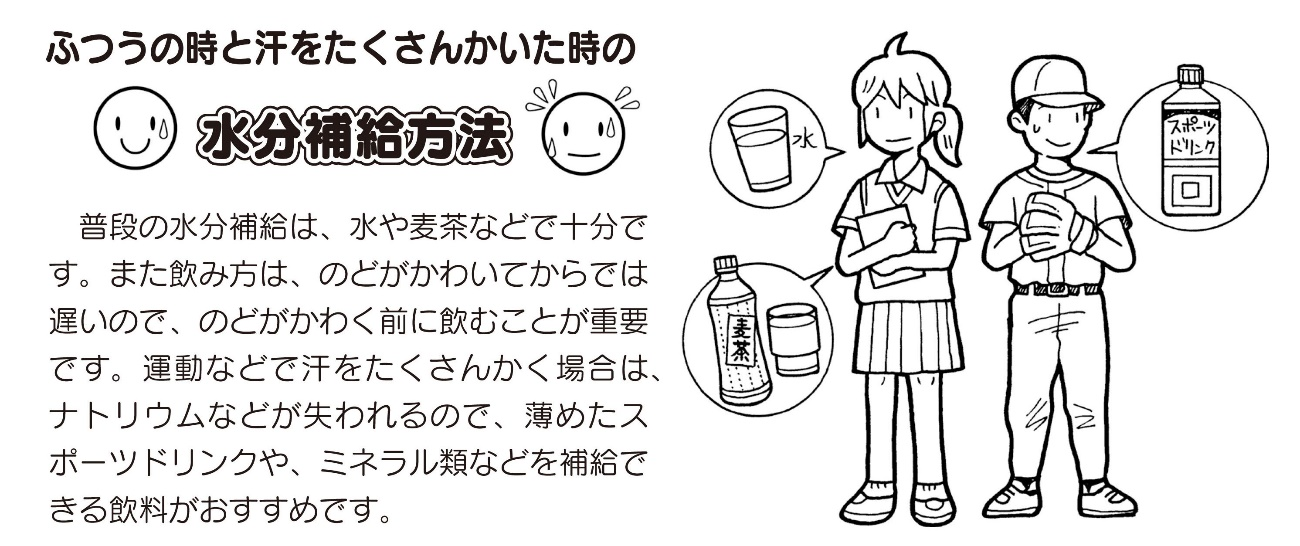 ふつうの時と汗をたくさんかいた時の
水分補給方法
　普段の水分補給は、水や麦茶などで十分で
す。また飲み方は、のどがかわいてからでは
遅いので、のどがかわく前に飲むことが重要
です。運動などで汗をたくさんかく場合は、
ナトリウムなどが失われるので、薄めたス
ポーツドリンクや、ミネラル類などを補給で
きる飲料がおすすめです。
水
麦茶
スポーツ
ドリンク